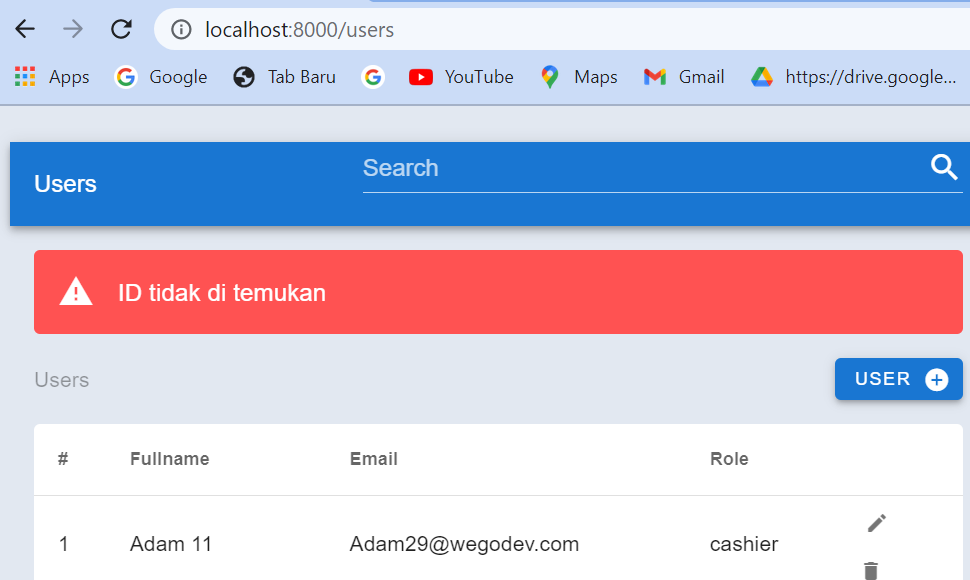 localhost:8000/users
Apps Google Tab Baru YouTube Maps Gmail https://drive.google...
Users Search
ID tidak di temukan
Users USER
# Fullname Email Role
1 Adam 11 Adam29@wegodev.com cashier